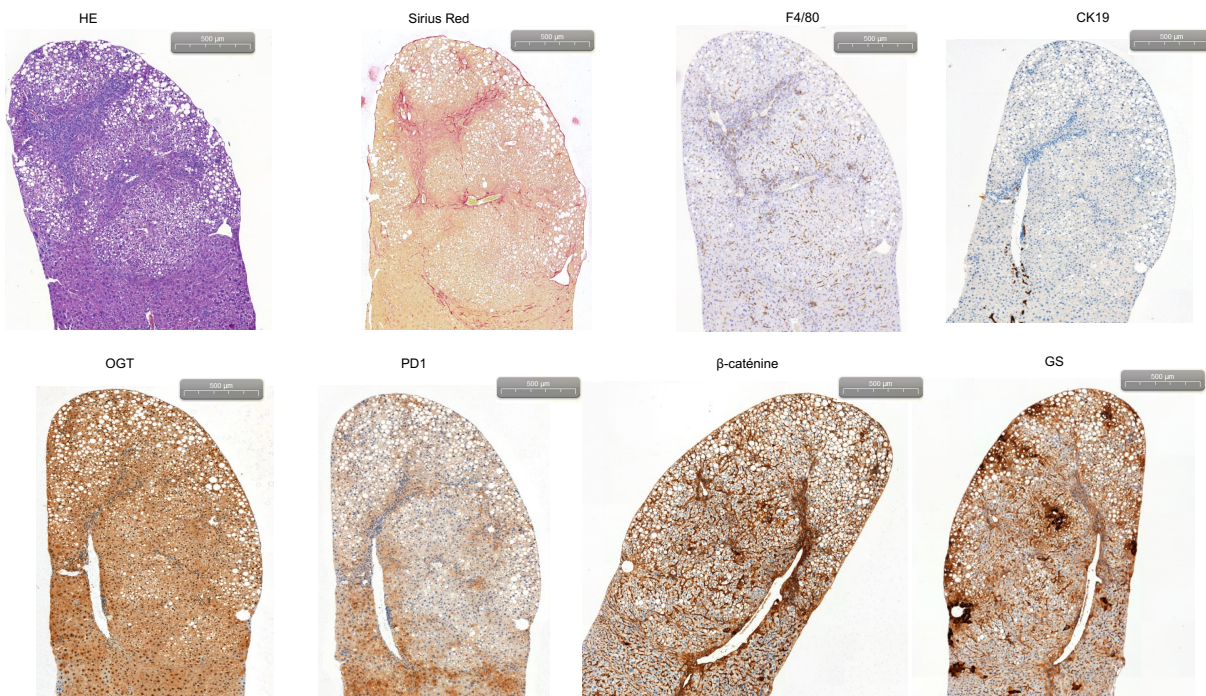 HE
Sirius Red
F4/80
CK19
500 µm
500 µm
500 µm
500 µm
OGT
PD1
β-caténine
GS
500 µm
500 µm
500 µm
500 µm